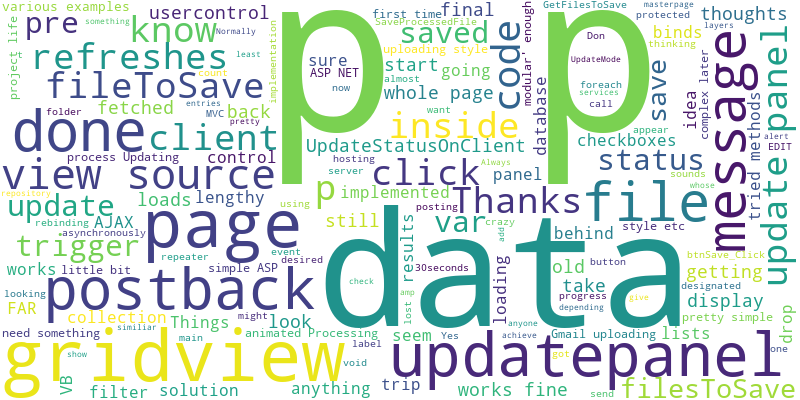 various examples
something
project life
pre
usercontrol
know
Normally
refreshes
fileToSave
first time
final
SaveProcessedFile
saved
uploading style
sure
ASP NET
start
going
almost
now
whole page
code
implementation
p p
modular' enough
GetFilesToSave
masterpage
protected
layers
Don
binds
thinking
thoughts
UpdateMode
foreach
services
call
save
idea
complex later
message
update panel
least
count
fetched
back
folder
entries
MVC
pretty
want
database
appear
checkboxes
tried methods
alert
EDIT
done
client
inside
UpdateStatusOnClient
process Updating
control
hosting
server
panel
click
status
sounds
whose
view source
Always
repository
loads
lengthy
p
implemented
Thanks
file
using
posting
update
rebinding
AJAX
asynchronously
page
still
var
crazy
add
behind
style etc
trigger
repeater
event
desired
results
data
btnSave_Click
works
little bit
simple ASP
check
30seconds
button
old
getting
looking
postback
lost
amp
loading
progress
take
designated
display
FAR
collection
Things
might
look
depending
give
pretty simple
drop
need something
similiar
main
animated Processing
seem
Yes
anyone
achieve
Gmail
uploading
lists
one
gridview
label
void
got
updatepanel
VB
show
filter
solution
anything
trip
works fine
send
filesToSave